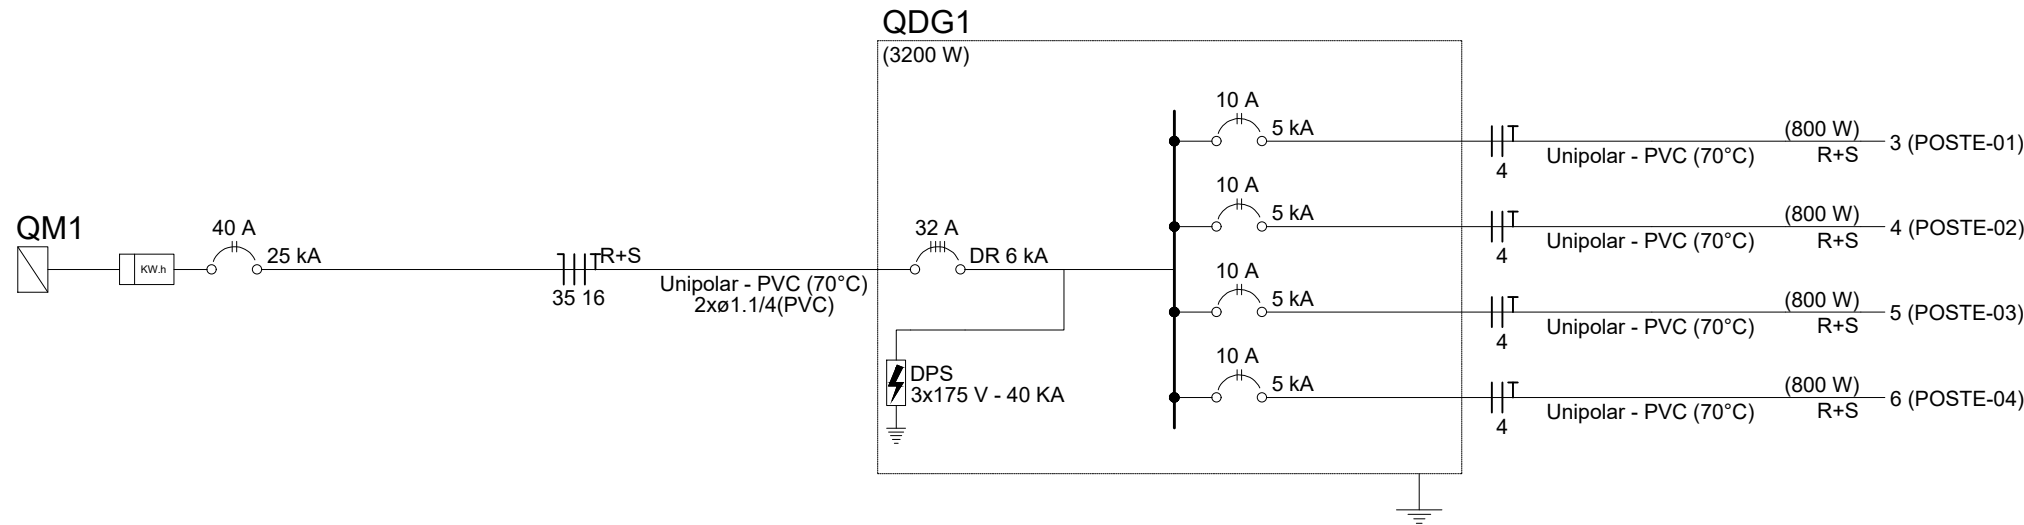 QDG1
(3200 W)
QM1
KW.h
40 A
25 kA
R+S
35 16
Unipolar - PVC (70°C)
2xø1.1/4(PVC)
32 A
DR 6 kA
DPS
3x175 V - 40 KA
10 A
5 kA
4
Unipolar - PVC (70°C)
(800 W)
R+S
3 (POSTE-01)
10 A
5 kA
4
Unipolar - PVC (70°C)
(800 W)
R+S
4 (POSTE-02)
10 A
5 kA
4
Unipolar - PVC (70°C)
(800 W)
R+S
5 (POSTE-03)
10 A
5 kA
4
Unipolar - PVC (70°C)
(800 W)
R+S
6 (POSTE-04)